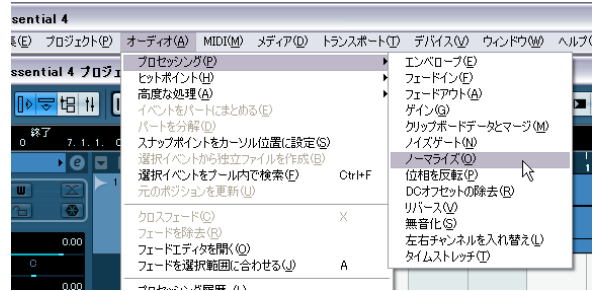 ssential 4
(E) プロジェクト(P) オーディオ(A) MIDI(M) メディア(D) トランスポート(T) デバイス(V) ウィンドウ(W) ヘルプ(
ssential 4 プロジェ
終了
0 7. 1. 1. 0
0.00
C
0.00
1
プロセッシング(P)
ヒットポイント(H)
高度な処理(A)
イベントをパートにまとめる(E)
パートを分解(D)
スナップポイントをカーソル位置に設定(S)
選択イベントから独立ファイルを作成(B)
選択イベントをプール内で検索(F) Ctrl+F
元のポジションを更新(U)
クロスフェード(C) X
フェードを除去(R)
フェードエディタを開く(O)
フェードを選択範囲に合わせる(J) A
プロセッシング履歴 (L)
エンベロープ(E)
フェードイン(F)
フェードアウト(A)
ゲイン(G)
クリップボードデータとマージ(M)
ノイズゲート(N)
ノーマライズ(O)
位相を反転(P)
DCオフセットの除去(R)
リバース(V)
無音化(S)
左右チャンネルを入れ替え(L)
タイムストレッチ(T)
1